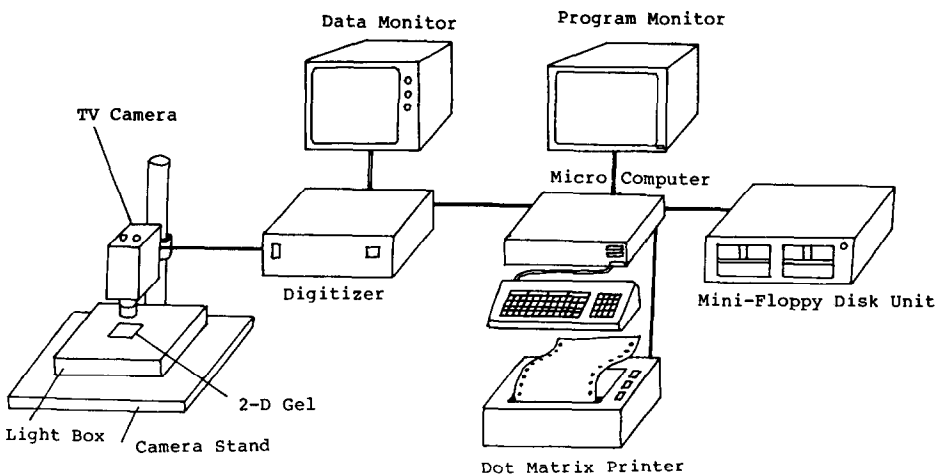 Data Monitor
Program Monitor
TV Camera
Micro Computer
Digitizer
Mini-Floppy Disk Unit
2-D Gel
Light Box
Camera Stand
Dot Matrix Printer